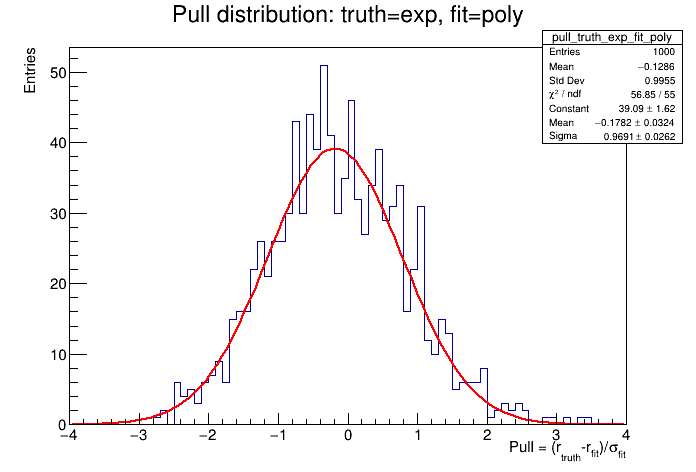 Pull distribution: truth=exp, fit=poly
pull_truth_exp_fit_poly
Entries 1000
Mean −0.1286
Std Dev 0.9955
χ² / ndf 56.85 / 55
Constant 39.09 ± 1.62
Mean −0.1782 ± 0.0324
Sigma 0.9691 ± 0.0262
Entries
50
40
30
20
10
0
−4 −3 −2 −1 0 1 2 3 4
Pull = (r_truth-r_fit)/σ_fit